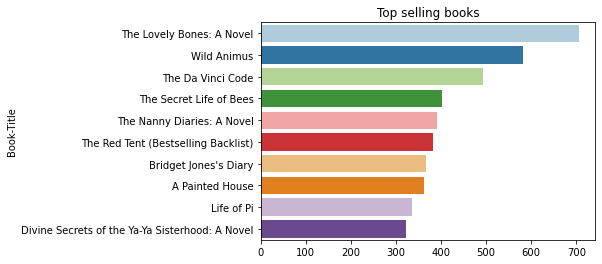 Top selling books
Book-Title
The Lovely Bones: A Novel
Wild Animus
The Da Vinci Code
The Secret Life of Bees
The Nanny Diaries: A Novel
The Red Tent (Bestselling Backlist)
Bridget Jones's Diary
A Painted House
Life of Pi
Divine Secrets of the Ya-Ya Sisterhood: A Novel
0 100 200 300 400 500 600 700